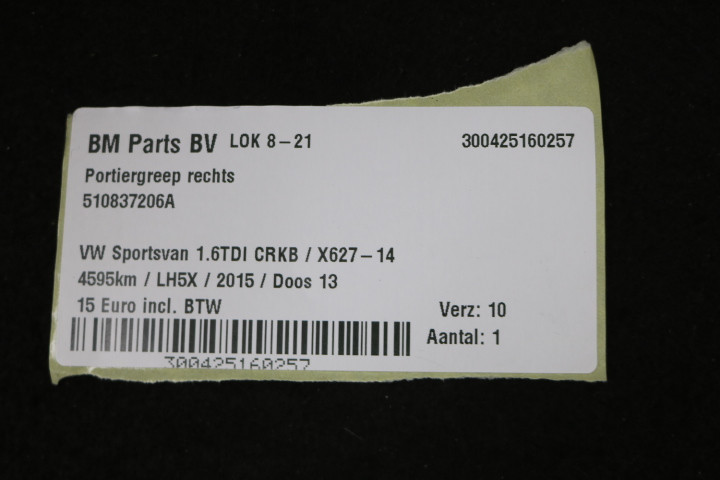 BM Parts BV LOK 8-21 300425160257
Portiergreep rechts
510837206A
VW Sportsvan 1.6TDI CRKB / X627-14
4595km / LH5X / 2015 / Doos 13
15 Euro incl. BTW Verz: 10
Aantal: 1
300425160257